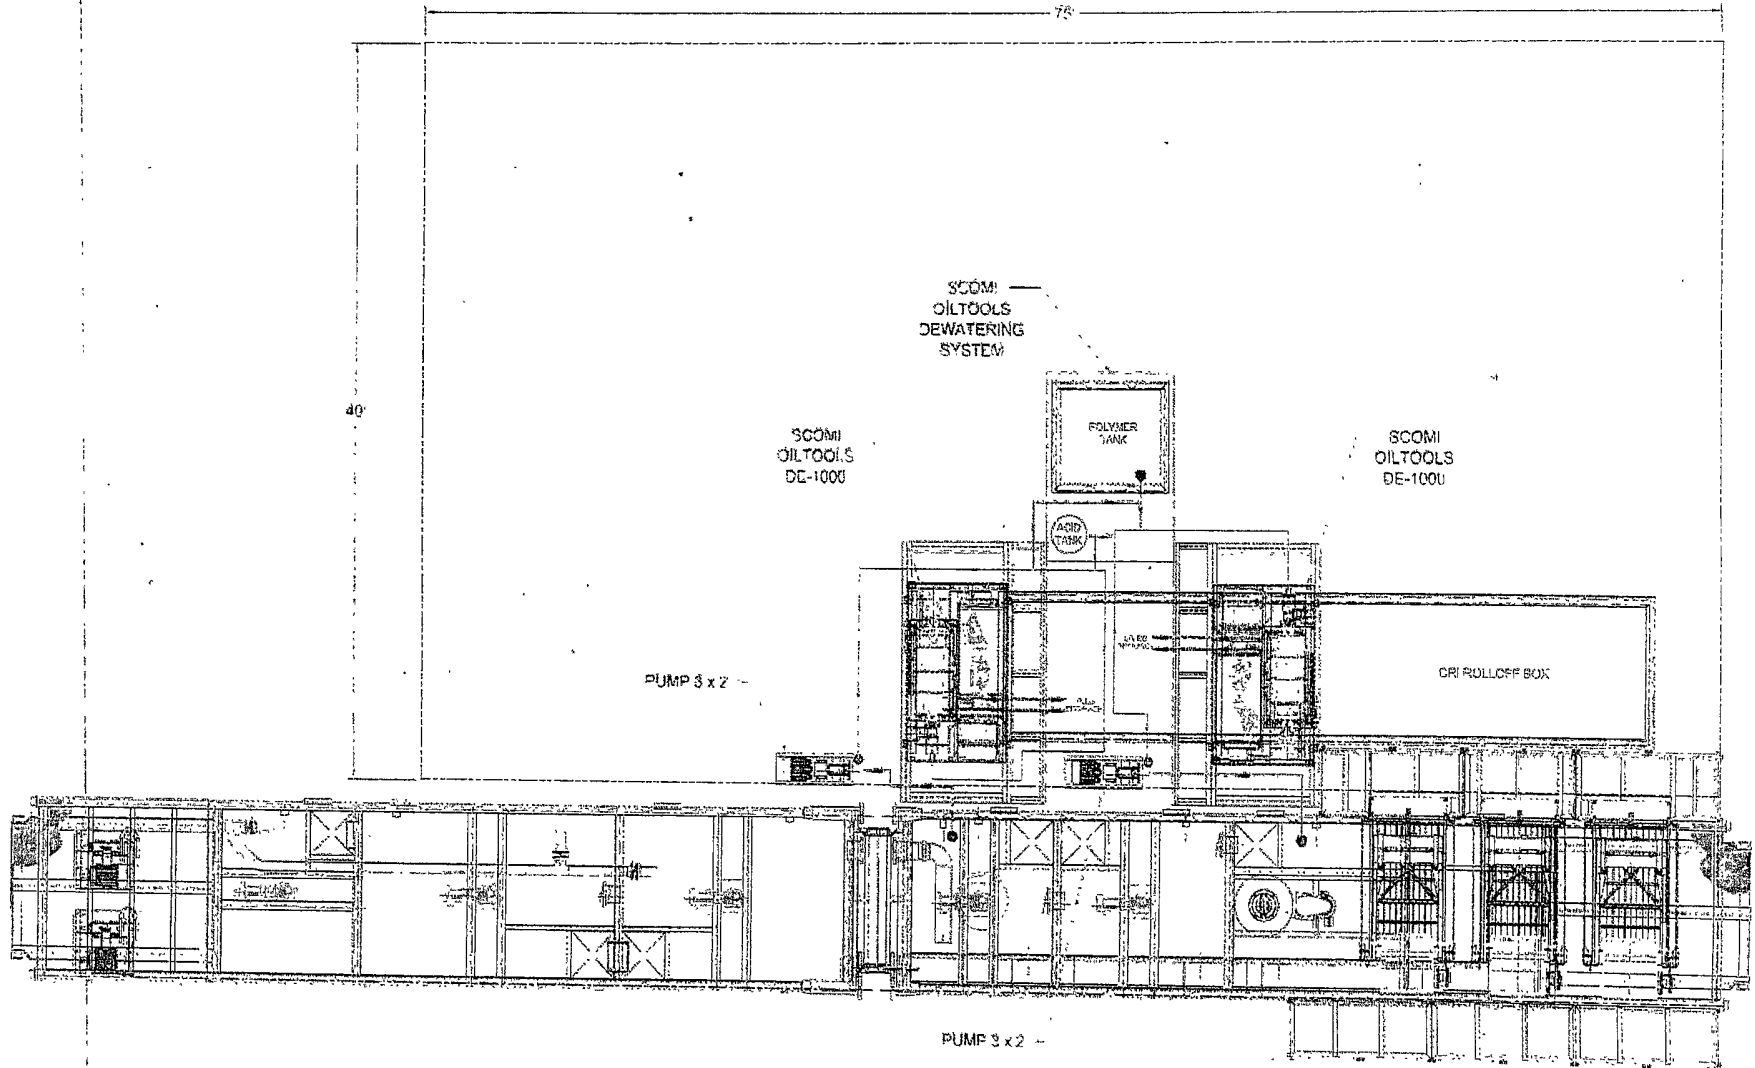 75'
SCOMI
OILTOOLS
DEWATERING
SYSTEM
40'
SCOMI
OILTOOLS
DE-1000
POLYMER
TANK
SCOMI
OILTOOLS
DE-1000
ACID
TANK
PUMP 3 x 2
CRI ROLLOFF BOX
PUMP 3 x 2